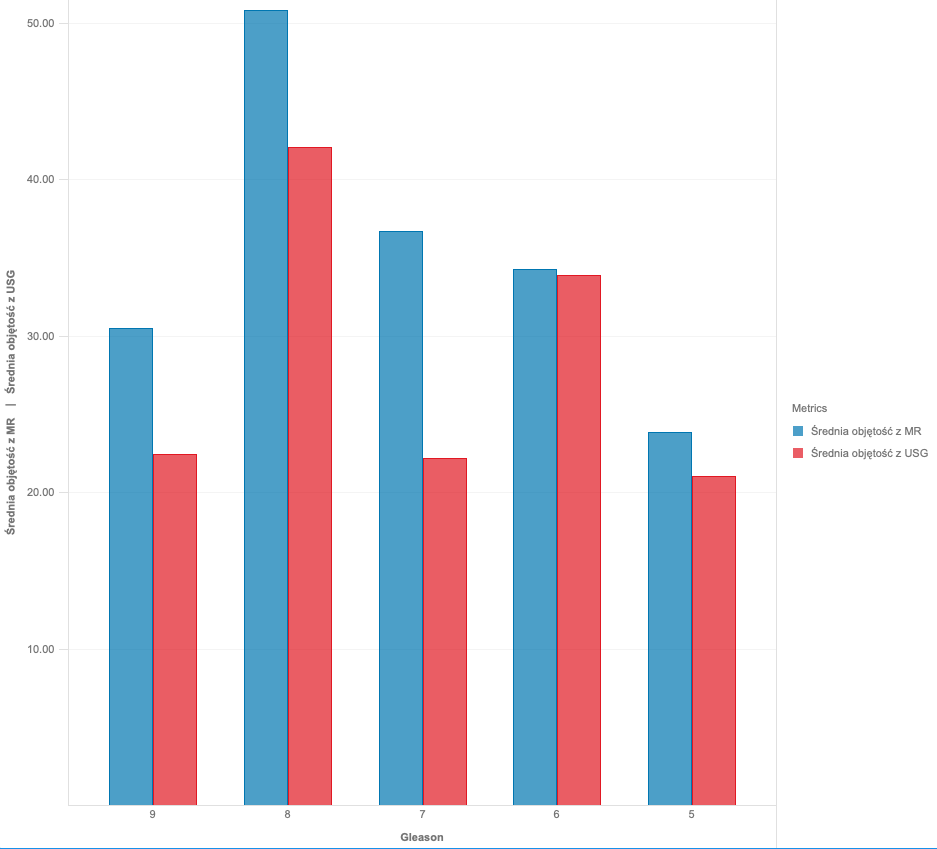 50.00
40.00
30.00
20.00
10.00
Średnia objętość z MR | Średnia objętość z USG
9 8 7 6 5
Gleason
Metrics
Średnia objętość z MR
Średnia objętość z USG